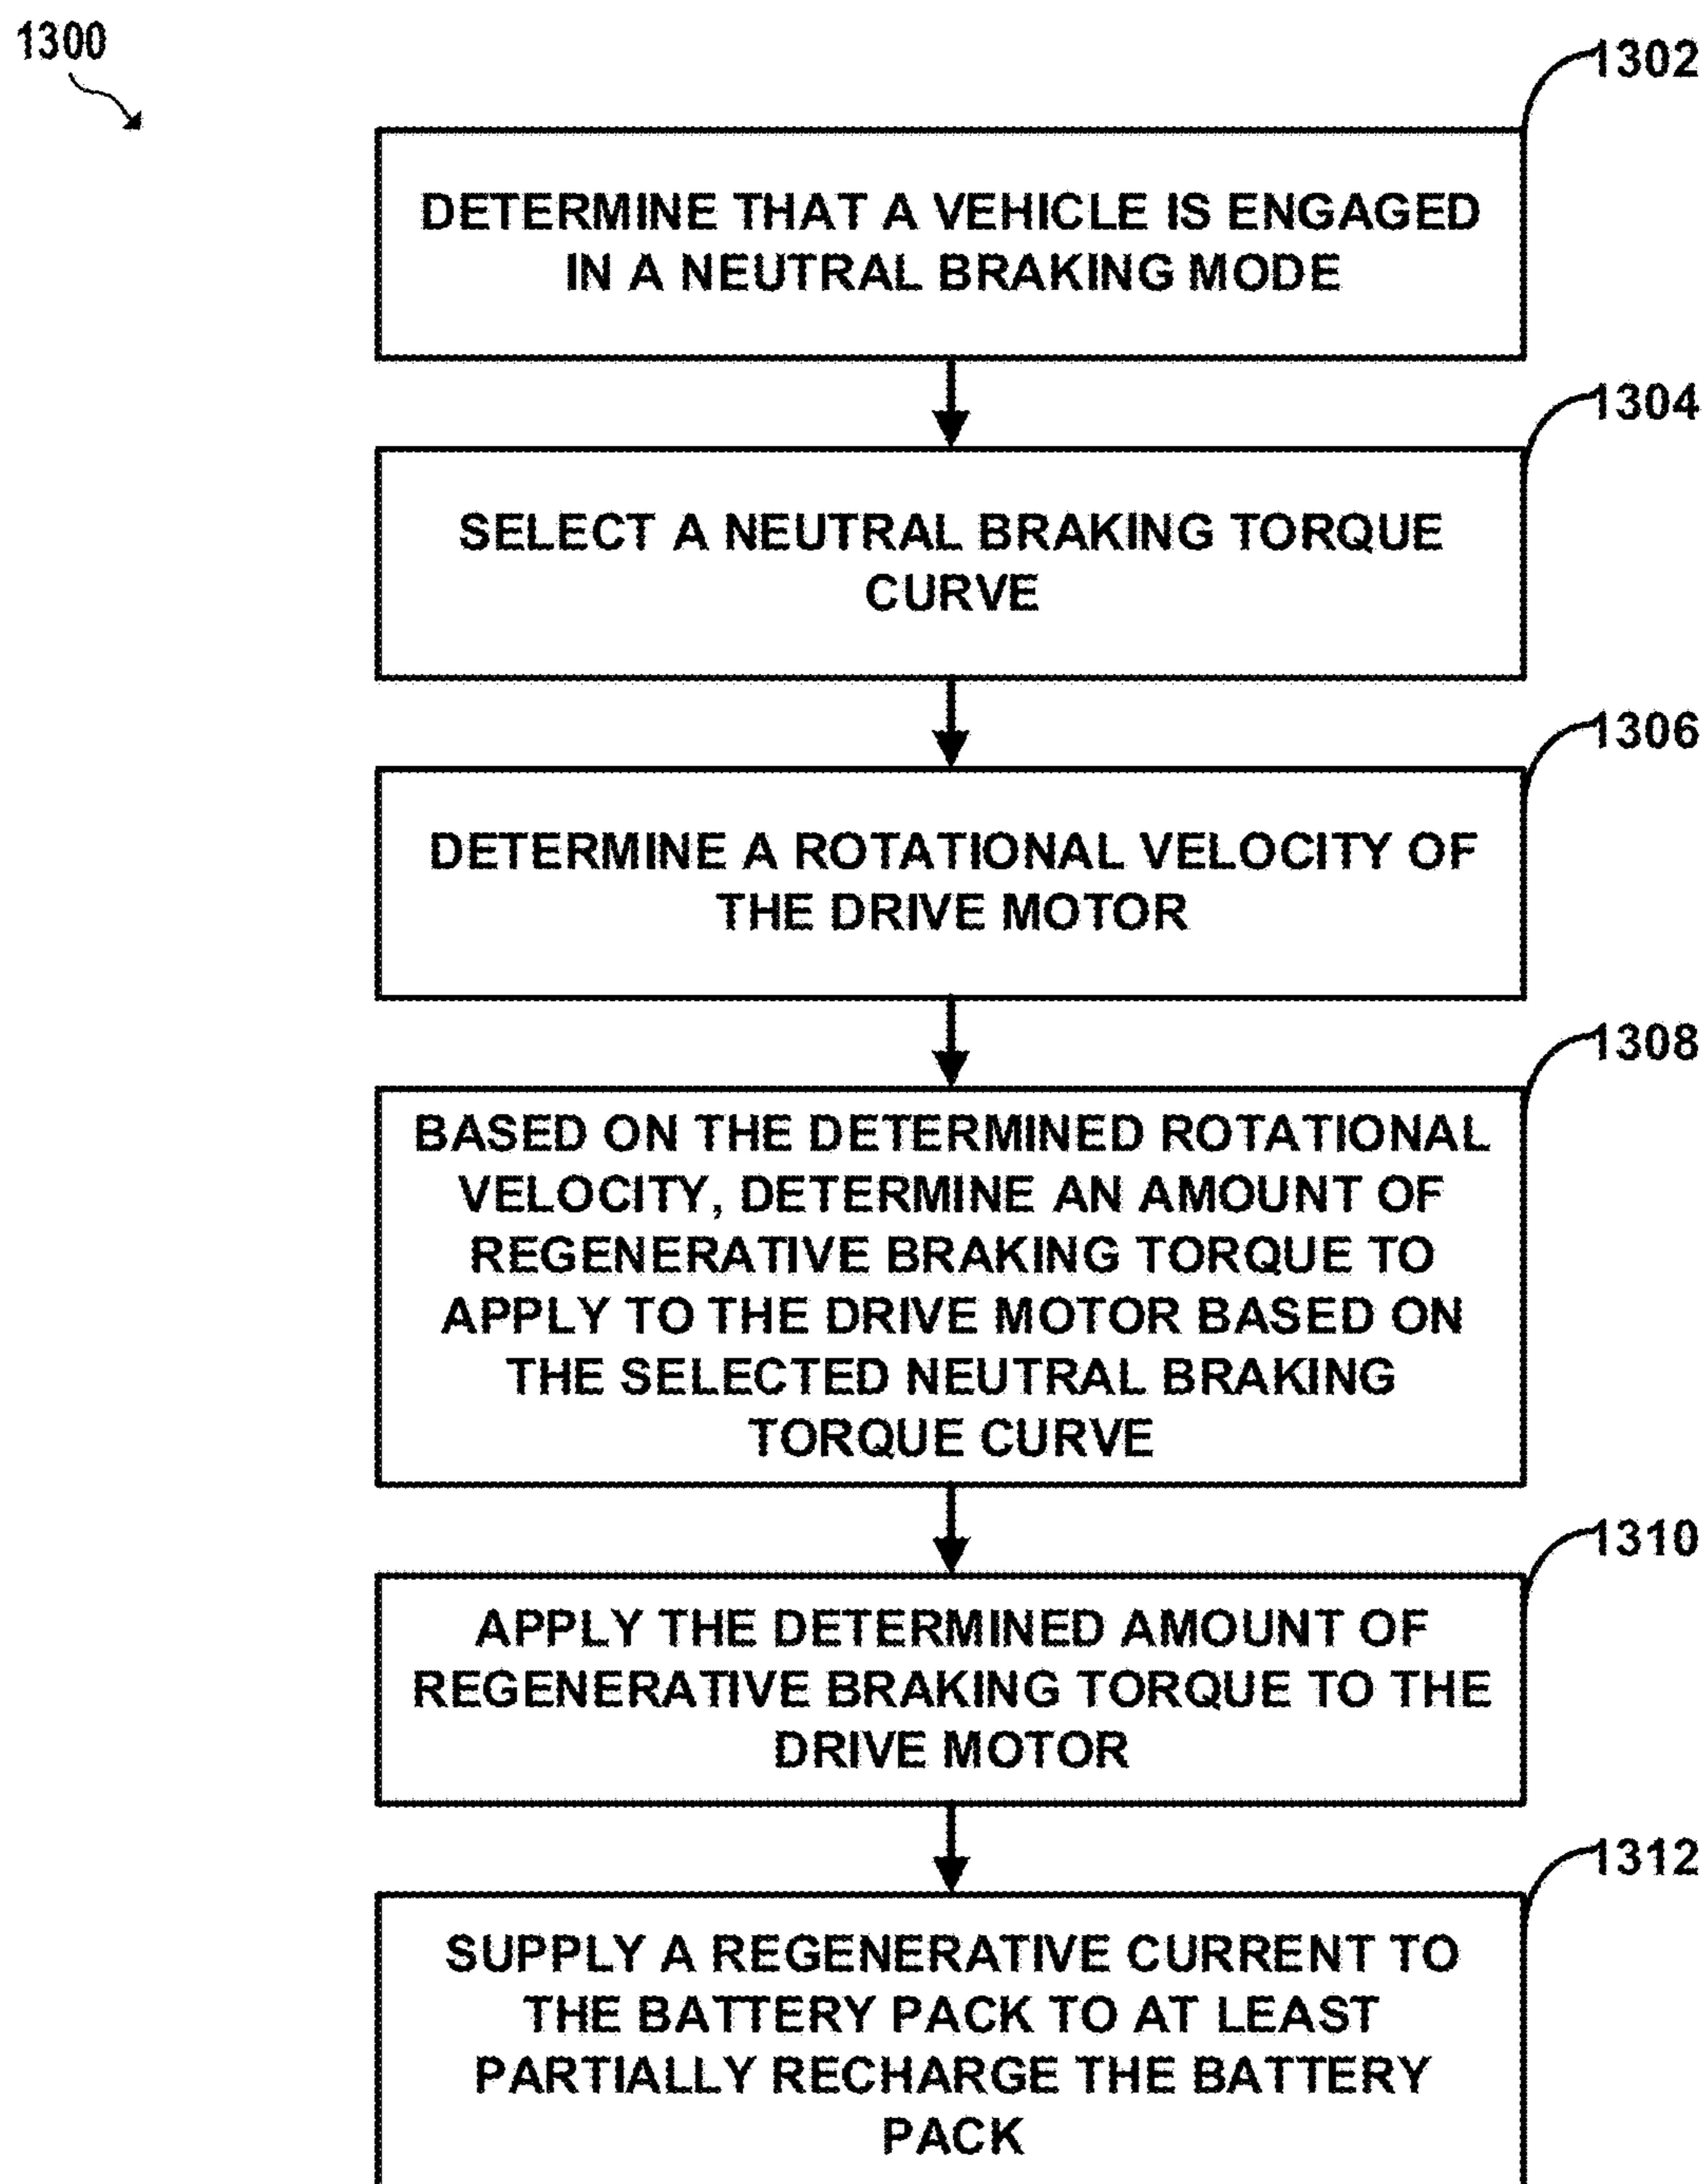 1300
1302
DETERMINE THAT A VEHICLE IS ENGAGED
IN A NEUTRAL BRAKING MODE
1304
SELECT A NEUTRAL BRAKING TORQUE
CURVE
1306
DETERMINE A ROTATIONAL VELOCITY OF
THE DRIVE MOTOR
1308
BASED ON THE DETERMINED ROTATIONAL
VELOCITY, DETERMINE AN AMOUNT OF
REGENERATIVE BRAKING TORQUE TO
APPLY TO THE DRIVE MOTOR BASED ON
THE SELECTED NEUTRAL BRAKING
TORQUE CURVE
1310
APPLY THE DETERMINED AMOUNT OF
REGENERATIVE BRAKING TORQUE TO THE
DRIVE MOTOR
1312
SUPPLY A REGENERATIVE CURRENT TO
THE BATTERY PACK TO AT LEAST
PARTIALLY RECHARGE THE BATTERY
PACK